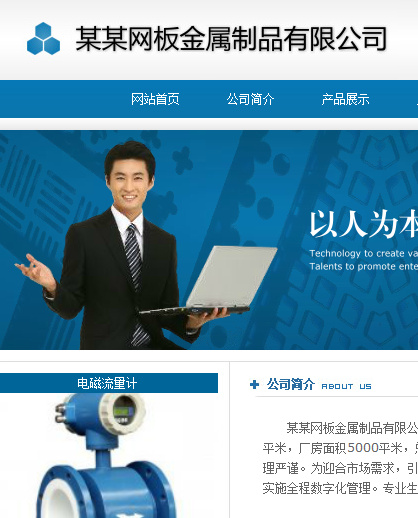 某某网板金属制品有限公司
网站首页 公司简介 产品展示
以人为本
Technology to create va
Talents to promote ente
电磁流量计
公司简介 ABOUT US
某某网板金属制品有限公
平米，厂房面积5000平米，
理严谨。为迎合市场需求，引
实施全程数字化管理。专业生